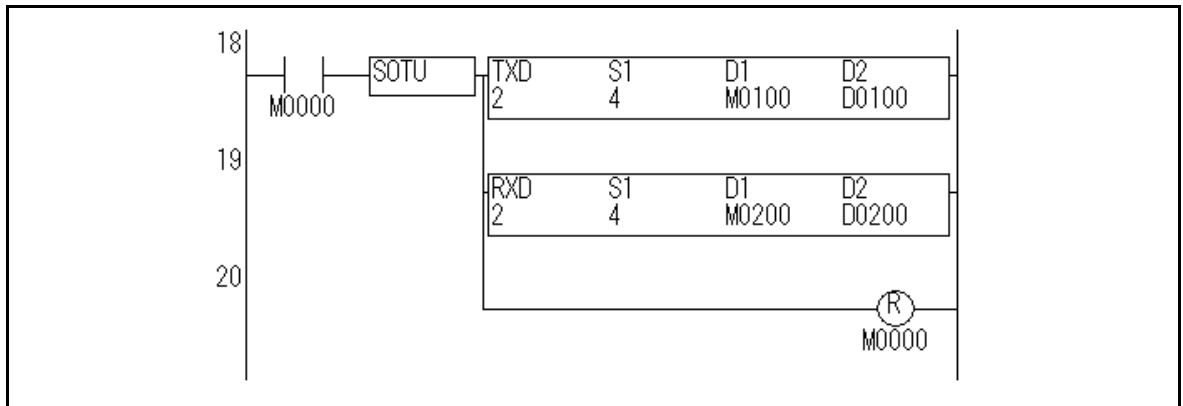 18
SOTU TXD S1 D1 D2
2 4 M0100 D0100
M0000
19
RXD S1 D1 D2
2 4 M0200 D0200
20
R
M0000